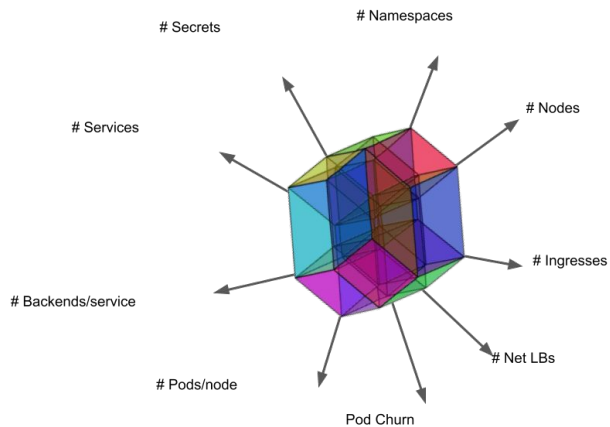 # Namespaces
# Secrets
# Nodes
# Services
# Ingresses
# Backends/service
# Net LBs
# Pods/node
Pod Churn